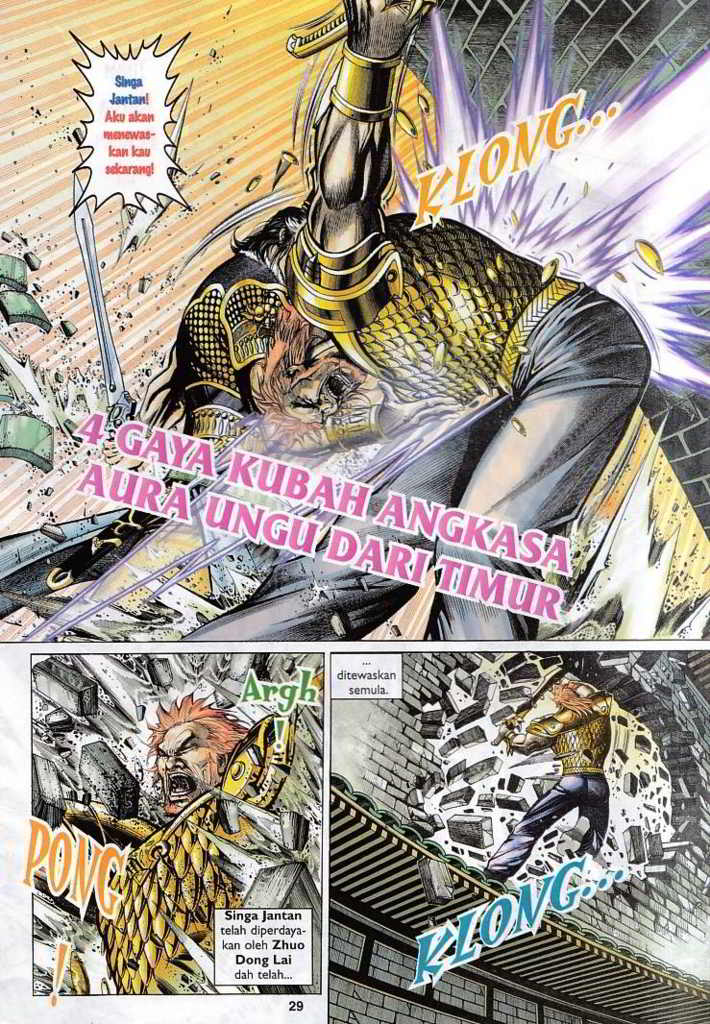 Singa
Jantan!
Aku akan
menewas-
kan kau
sekarang!
KLONG...
4 GAYA KUBAH ANGKASA
AURA UNGU DARI TIMUR
Argh
!
PONG
!
Singa Jantan
telah diperdaya-
kan oleh Zhuo
Dong Lai
dah telah...
...
ditewaskan
semula.
KLONG...
29